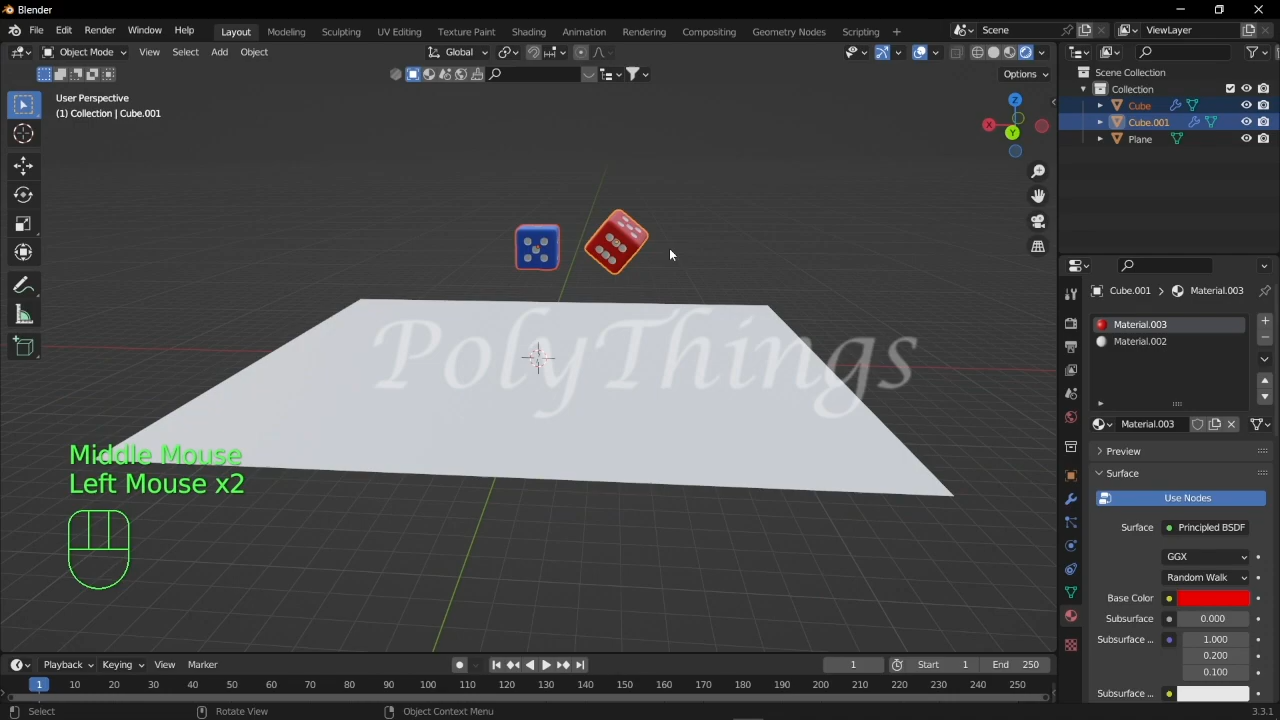 Blender
File Edit Render Window Help
Layout Modeling Sculpting UV Editing Texture Paint Shading Animation Rendering Compositing Geometry Nodes Scripting +
Scene
ViewLayer
Object Mode View Select Add Object
Global
Options
User Perspective
(1) Collection | Cube.001
Z
X
Y
PolyThings
Middle Mouse
Left Mouse x2
Scene Collection
Collection
Cube
Cube.001
Plane
Cube.001 > Material.003
Material.003
Material.002
Material.003
Preview
Surface
Use Nodes
Surface Principled BSDF
GGX
Random Walk
Base Color
Subsurface 0.000
Subsurface ... 1.000
0.200
0.100
Subsurface ...
Playback Keying View Marker
1 Start 1 End 250
1 10 20 30 40 50 60 70 80 90 100 110 120 130 140 150 160 170 180 190 200 210 220 230 240 250
Select Rotate View Object Context Menu 3.3.1